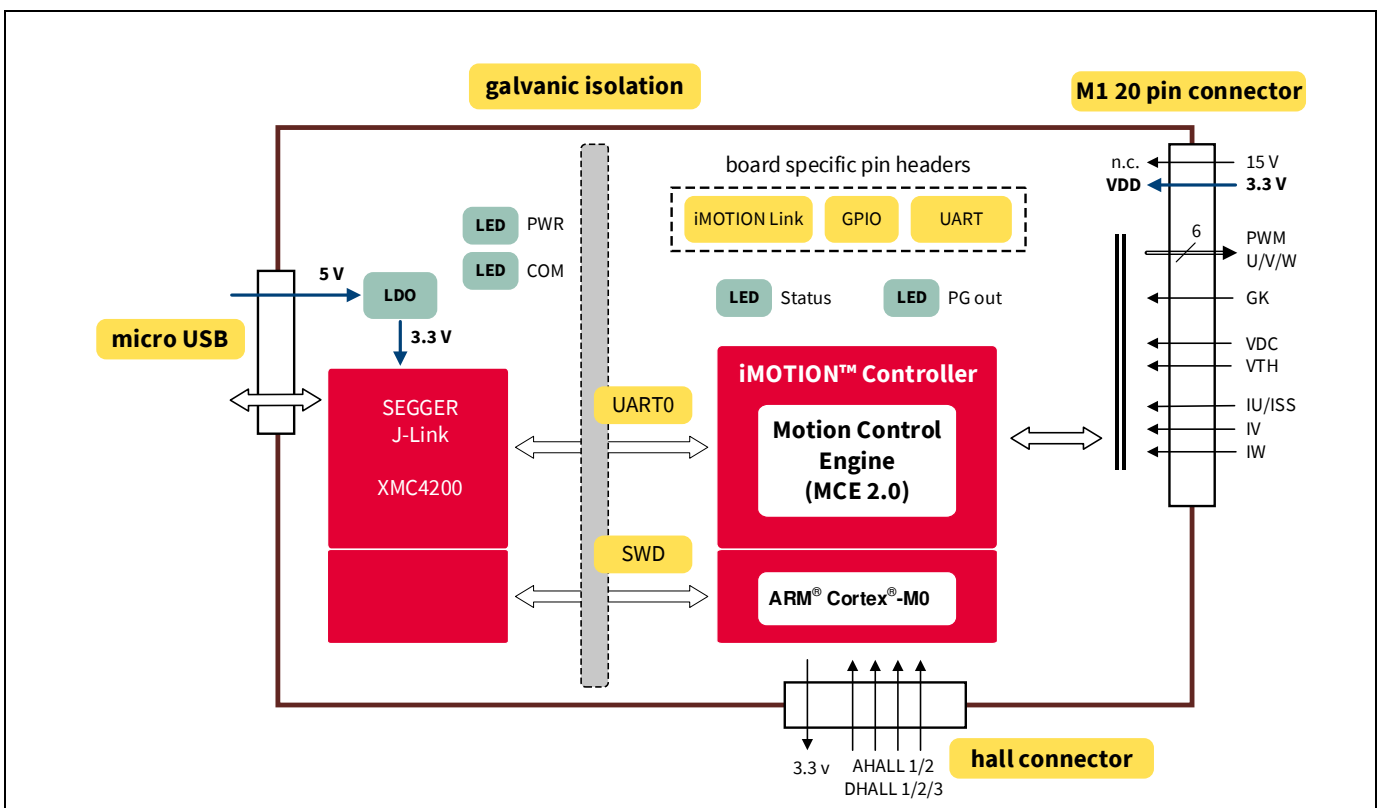 galvanic isolation
M1 20 pin connector
board specific pin headers
n.c.
15 V
VDD
3.3 V
iMOTION Link
GPIO
UART
LED
PWR
LED
COM
6
PWM
U/V/W
5 V
LDO
LED
Status
LED
PG out
GK
micro USB
3.3 V
VDC
VTH
iMOTION™ Controller
SEGGER
J-Link
XMC4200
UART0
Motion Control
Engine
(MCE 2.0)
IU/ISS
IV
IW
SWD
ARM® Cortex®-M0
hall connector
3.3 v
AHALL 1/2
DHALL 1/2/3